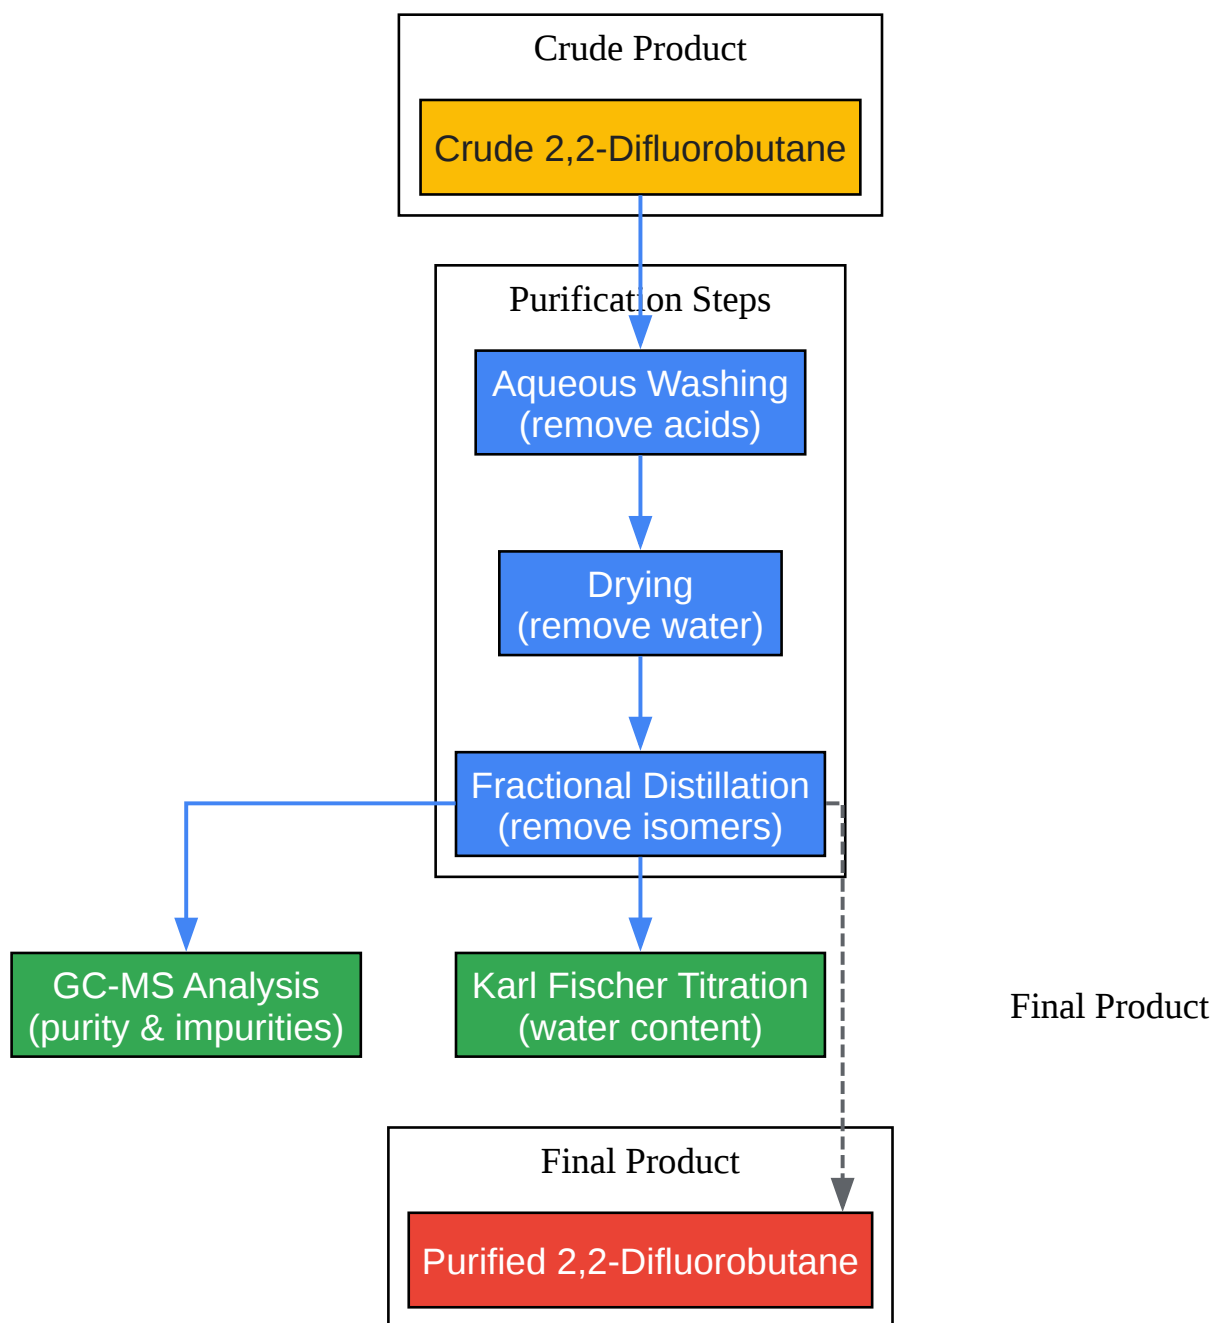 Crude Product
Crude 2,2-Difluorobutane
Purification Steps
Aqueous Washing
(remove acids)
Drying
(remove water)
Fractional Distillation
(remove isomers)
GC-MS Analysis
(purity & impurities)
Karl Fischer Titration
(water content)
Final Product
Final Product
Purified 2,2-Difluorobutane